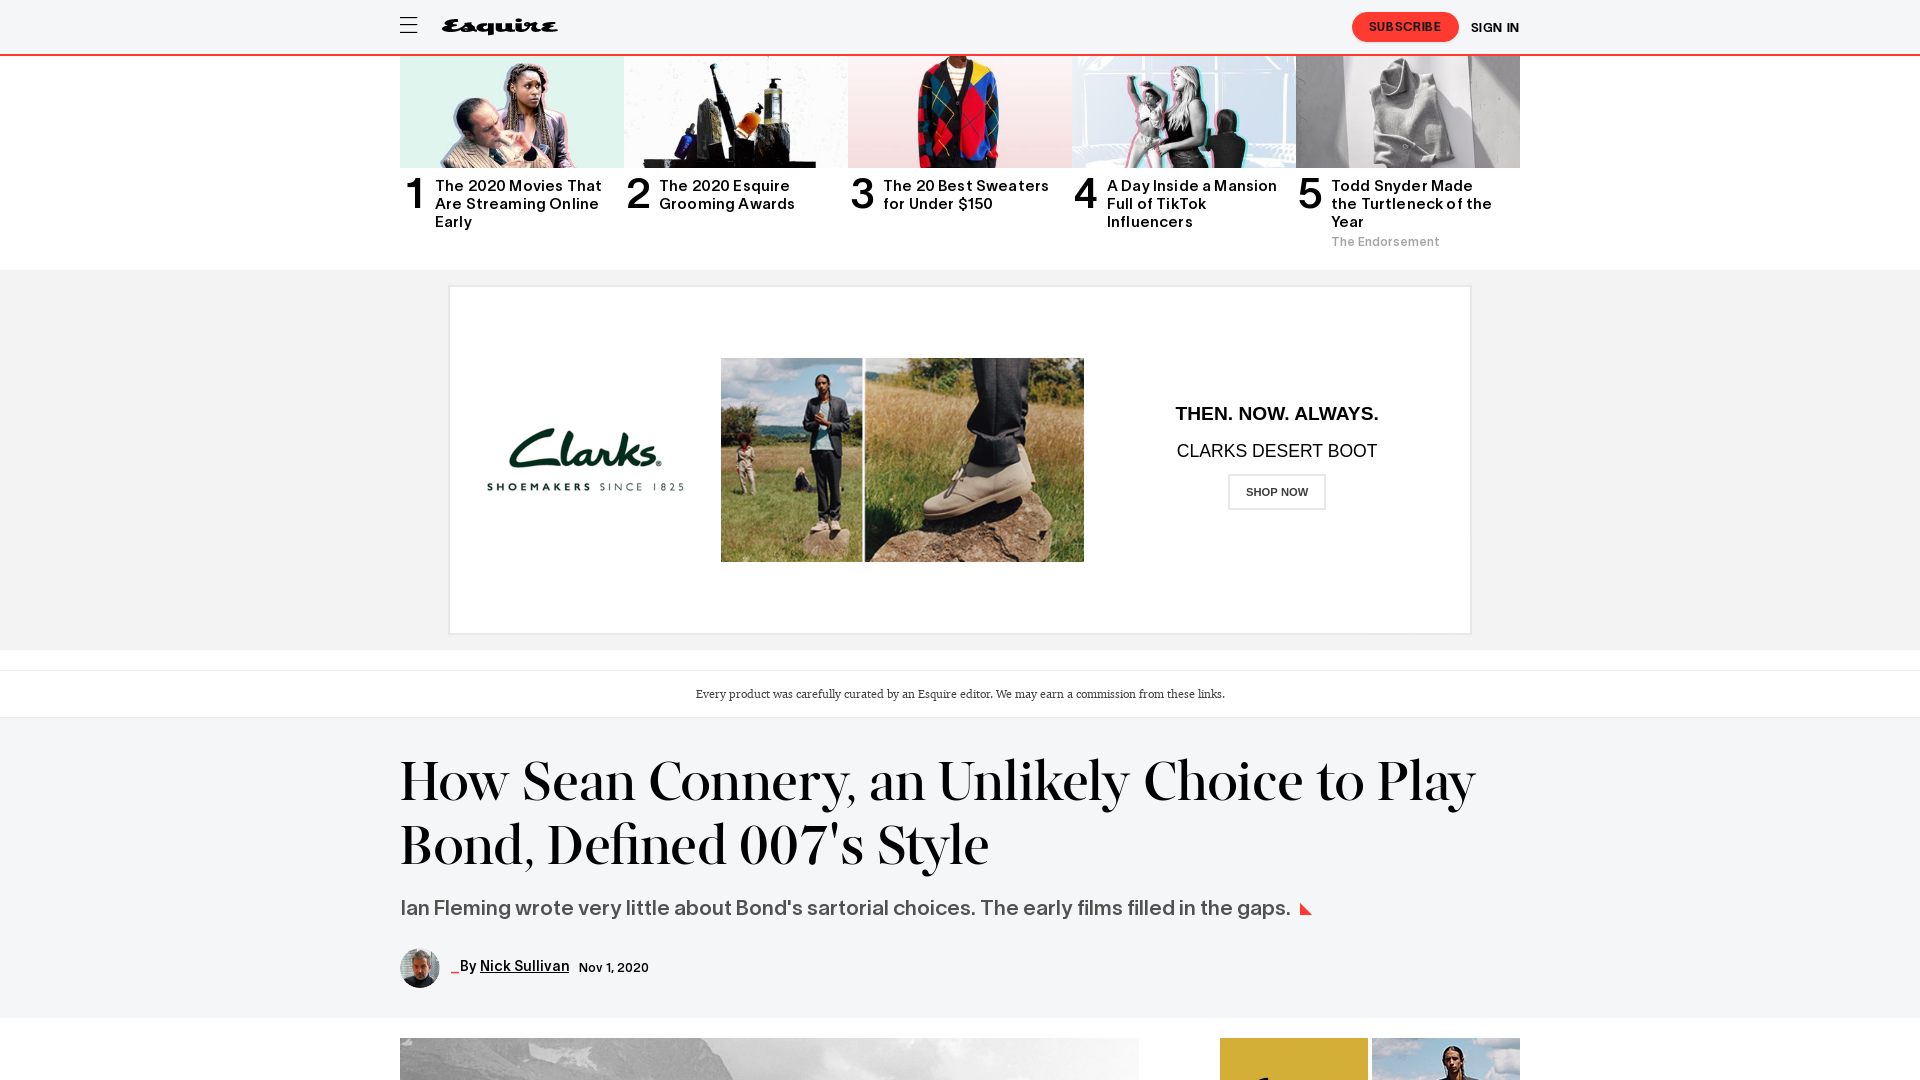 Esquire
SUBSCRIBE
SIGN IN
1
The 2020 Movies That
Are Streaming Online
Early
2
The 2020 Esquire
Grooming Awards
3
The 20 Best Sweaters
for Under $150
4
A Day Inside a Mansion
Full of TikTok
Influencers
5
Todd Snyder Made
the Turtleneck of the
Year
The Endorsement
Clarks®
SHOEMAKERS SINCE 1825
THEN. NOW. ALWAYS.
CLARKS DESERT BOOT
SHOP NOW
Every product was carefully curated by an Esquire editor. We may earn a commission from these links.
How Sean Connery, an Unlikely Choice to Play
Bond, Defined 007's Style
Ian Fleming wrote very little about Bond's sartorial choices. The early films filled in the gaps.
_By Nick Sullivan Nov 1, 2020